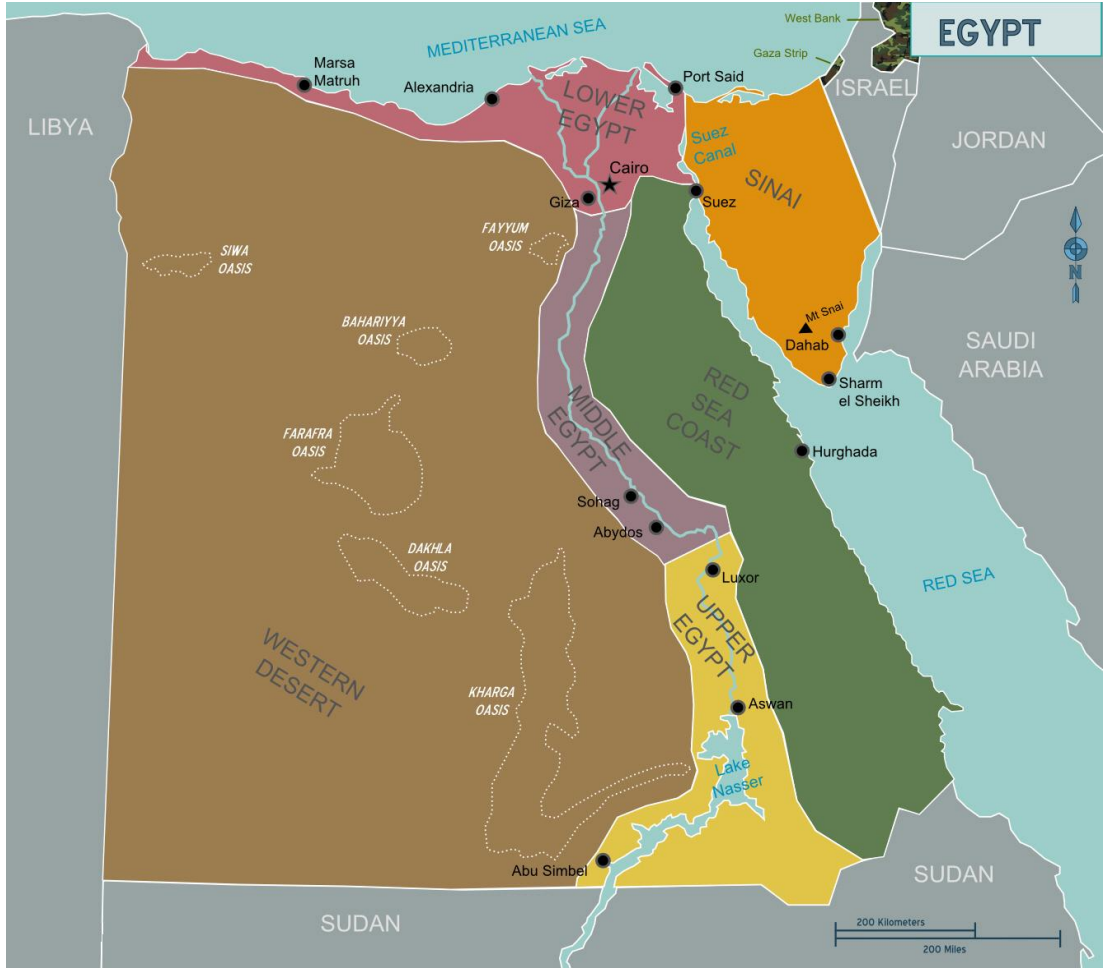 EGYPT
West Bank
Gaza Strip
MEDITERRANEAN SEA
Marsa
Matruh
Alexandria
Port Said
ISRAEL
LIBYA
LOWER
EGYPT
Suez
Canal
JORDAN
Cairo
SINAI
Giza
Suez
FAYYUM
OASIS
SIWA
OASIS
N
BAHARIYYA
OASIS
Mt Snai
Dahab
SAUDI
ARABIA
RED
SEA
COAST
Sharm
el Sheikh
MIDDLE
EGYPT
FARAFRA
OASIS
Hurghada
Sohag
Abydos
DAKHLA
OASIS
Luxor
RED SEA
UPPER
EGYPT
WESTERN
DESERT
KHARGA
OASIS
Aswan
Lake
Nasser
Abu Simbel
SUDAN
SUDAN
200 Kilometers
200 Miles